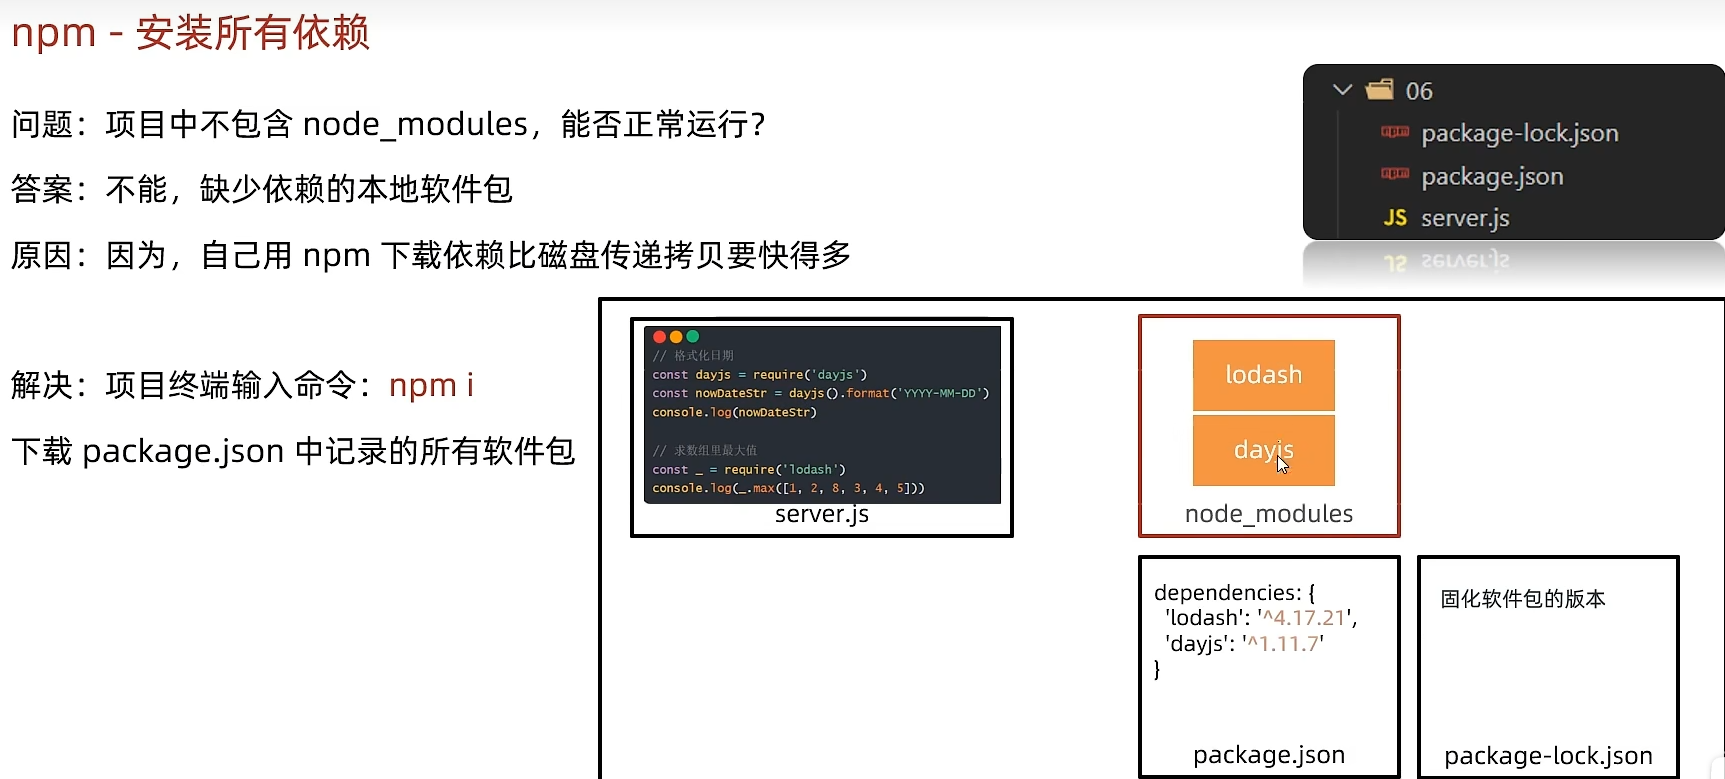 npm - 安装所有依赖
问题：项目中不包含 node_modules，能否正常运行？
答案：不能，缺少依赖的本地软件包
原因：因为，自己用 npm 下载依赖比磁盘传递拷贝要快得多
解决：项目终端输入命令：npm i
下载 package.json 中记录的所有软件包
06
package-lock.json
package.json
JS server.js
// 格式化日期
const dayjs = require('dayjs')
const nowDateStr = dayjs().format('YYYY-MM-DD')
console.log(nowDateStr)
// 求数组里最大值
const _ = require('lodash')
console.log(_.max([1, 2, 8, 3, 4, 5]))
server.js
lodash
dayjs
node_modules
dependencies: {
'lodash': '^4.17.21',
'dayjs': '^1.11.7'
}
package.json
固化软件包的版本
package-lock.json